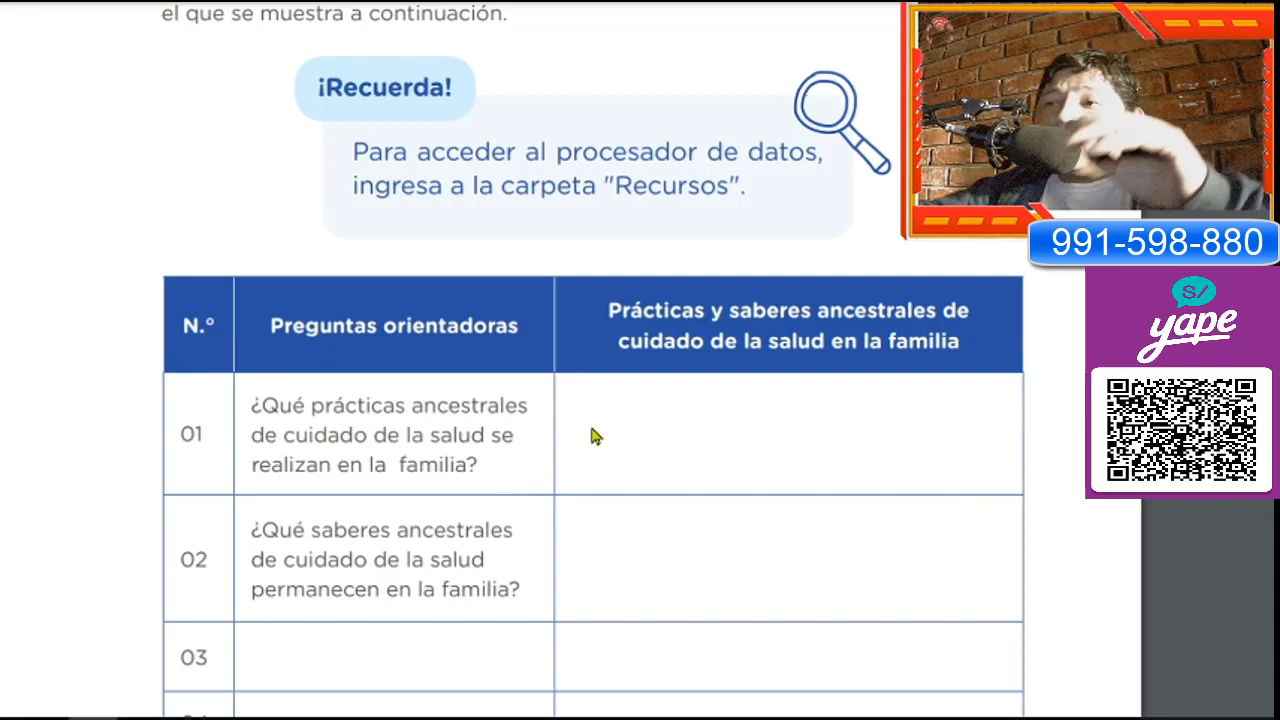 el que se muestra a continuación.
¡Recuerda!
Para acceder al procesador de datos,
ingresa a la carpeta "Recursos".
991-598-880
S/
yape
N.°
Preguntas orientadoras
Prácticas y saberes ancestrales de
cuidado de la salud en la familia
01
¿Qué prácticas ancestrales
de cuidado de la salud se
realizan en la familia?
02
¿Qué saberes ancestrales
de cuidado de la salud
permanecen en la familia?
03